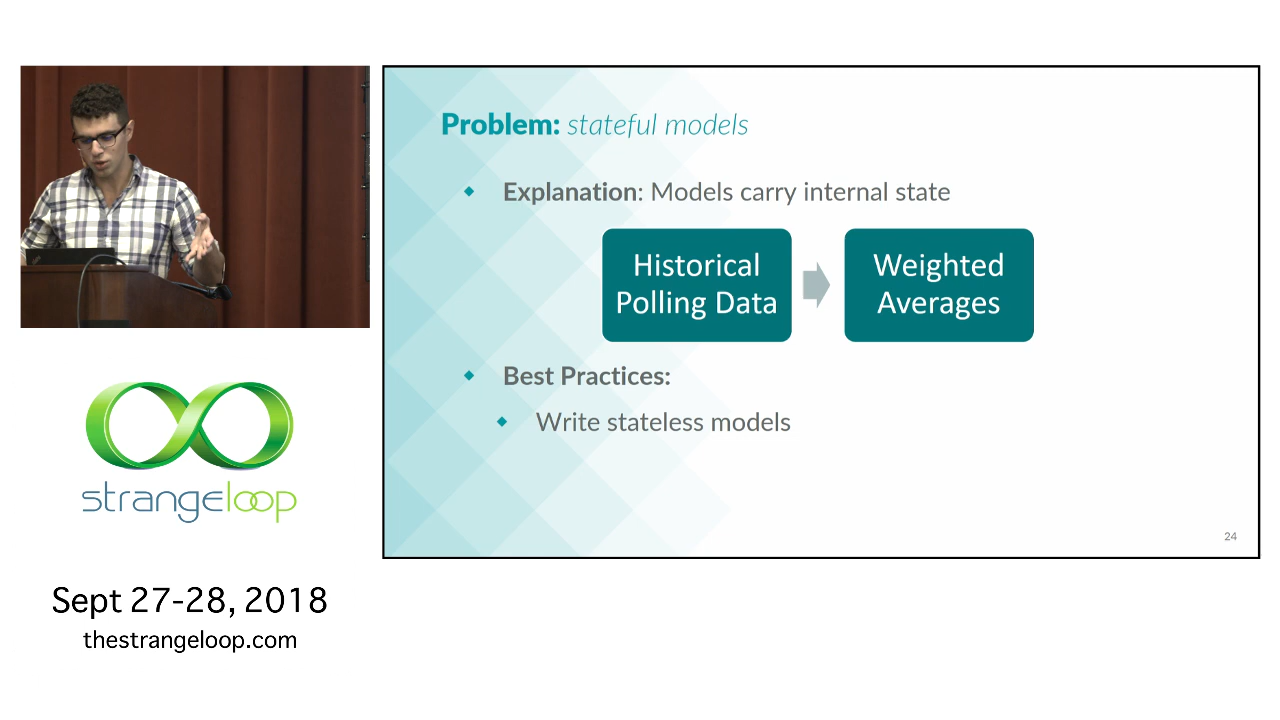 Problem: stateful models
Explanation: Models carry internal state
Historical
Polling Data
Weighted
Averages
Best Practices:
Write stateless models
24
strangeloop
Sept 27-28, 2018
thestrangeloop.com